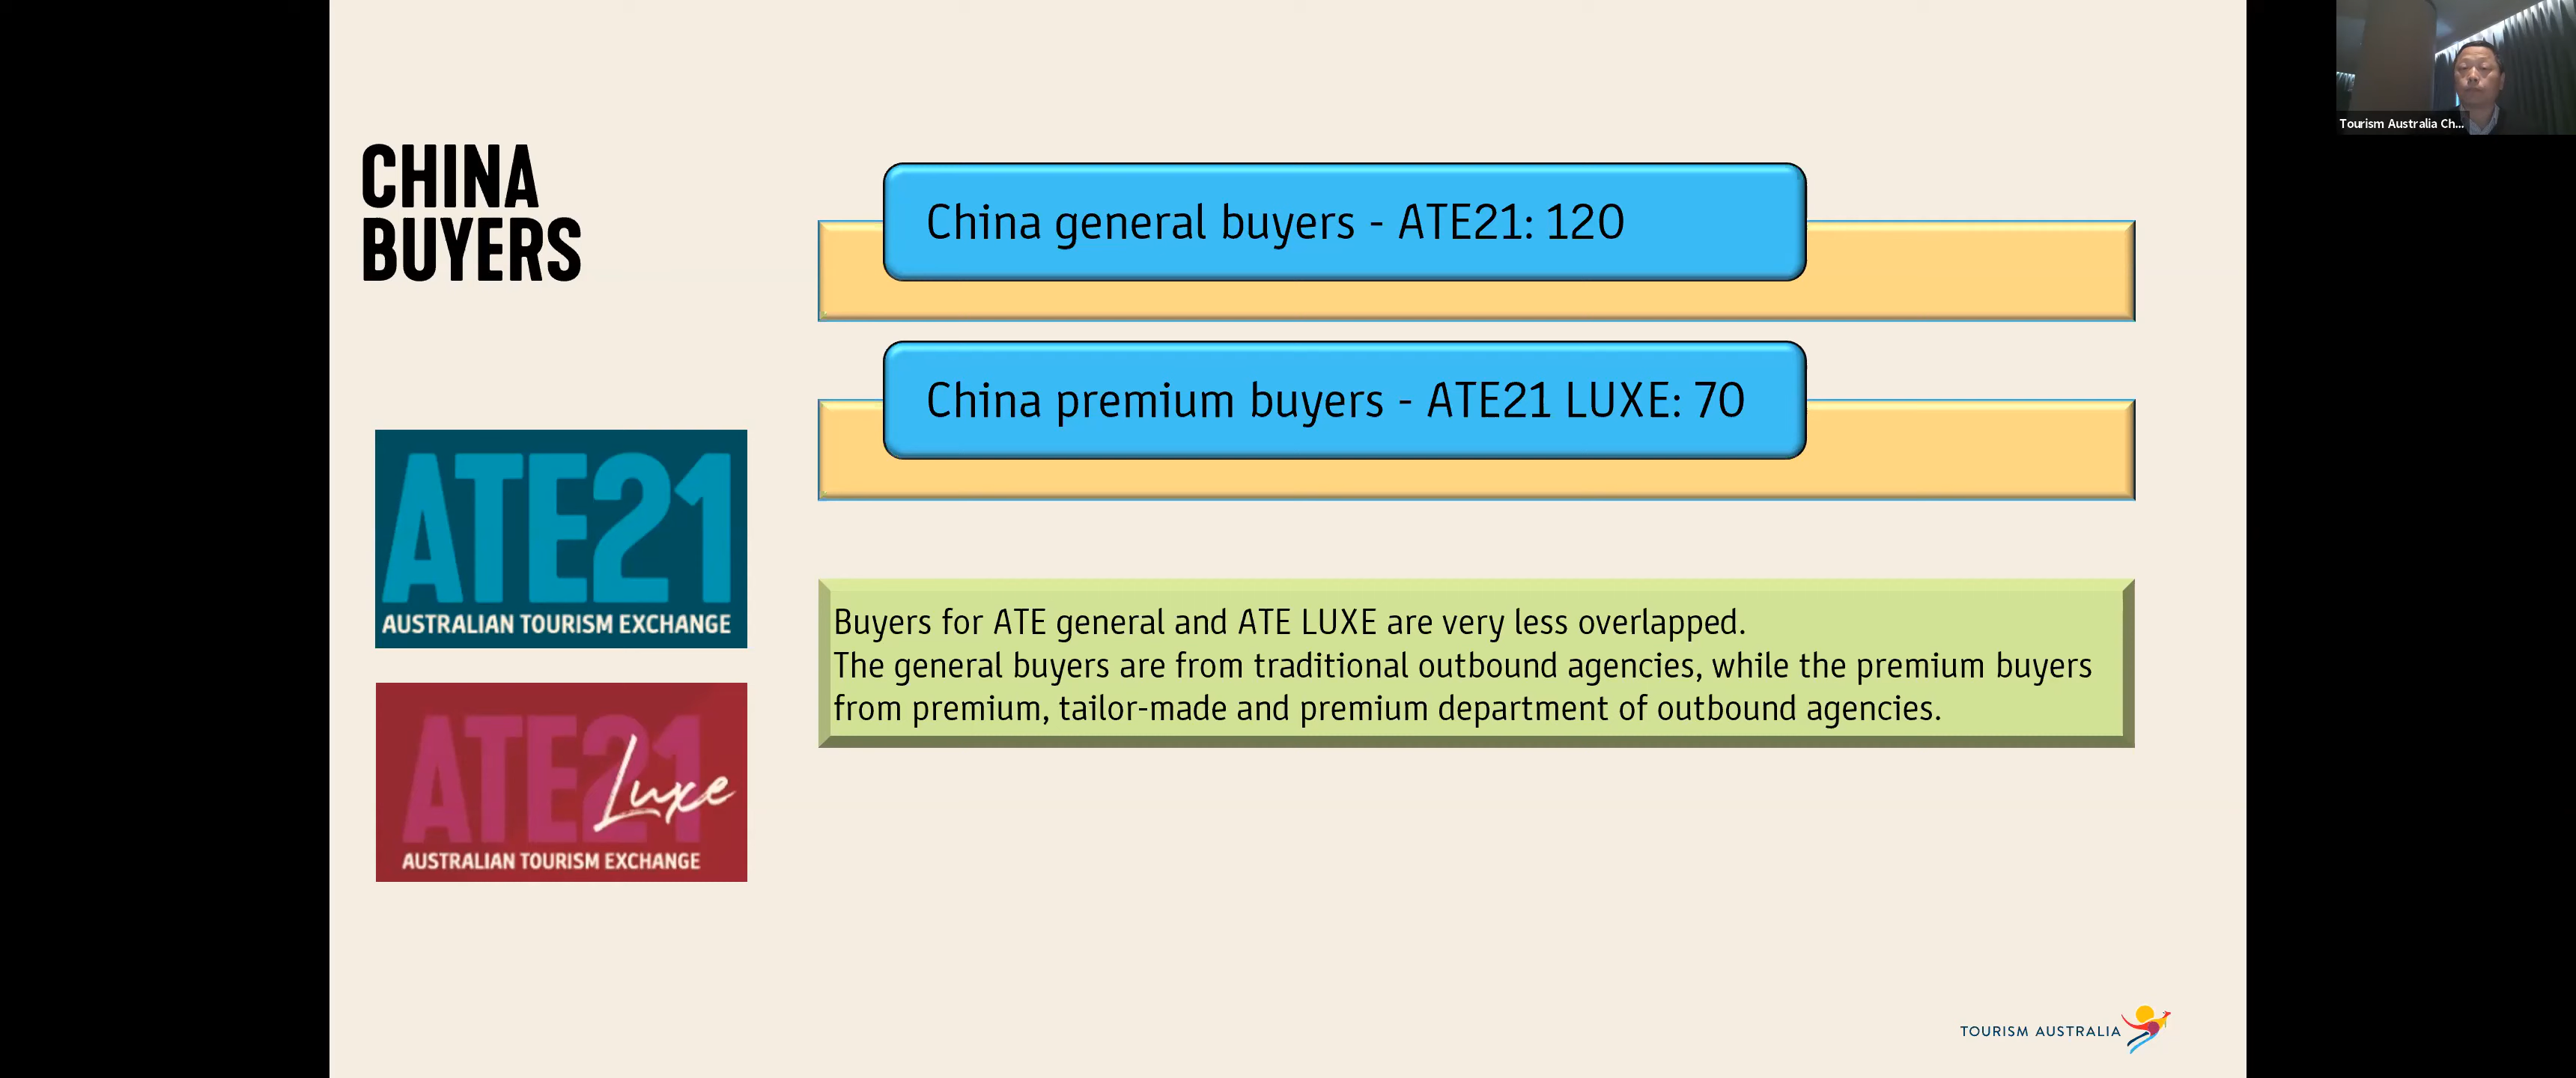 CHINA
BUYERS
China general buyers - ATE21: 120
China premium buyers - ATE21 LUXE: 70
ATE21
AUSTRALIAN TOURISM EXCHANGE
ATE21
Luxe
AUSTRALIAN TOURISM EXCHANGE
Buyers for ATE general and ATE LUXE are very less overlapped.
The general buyers are from traditional outbound agencies, while the premium buyers
from premium, tailor-made and premium department of outbound agencies.
TOURISM AUSTRALIA
Tourism Australia Ch...